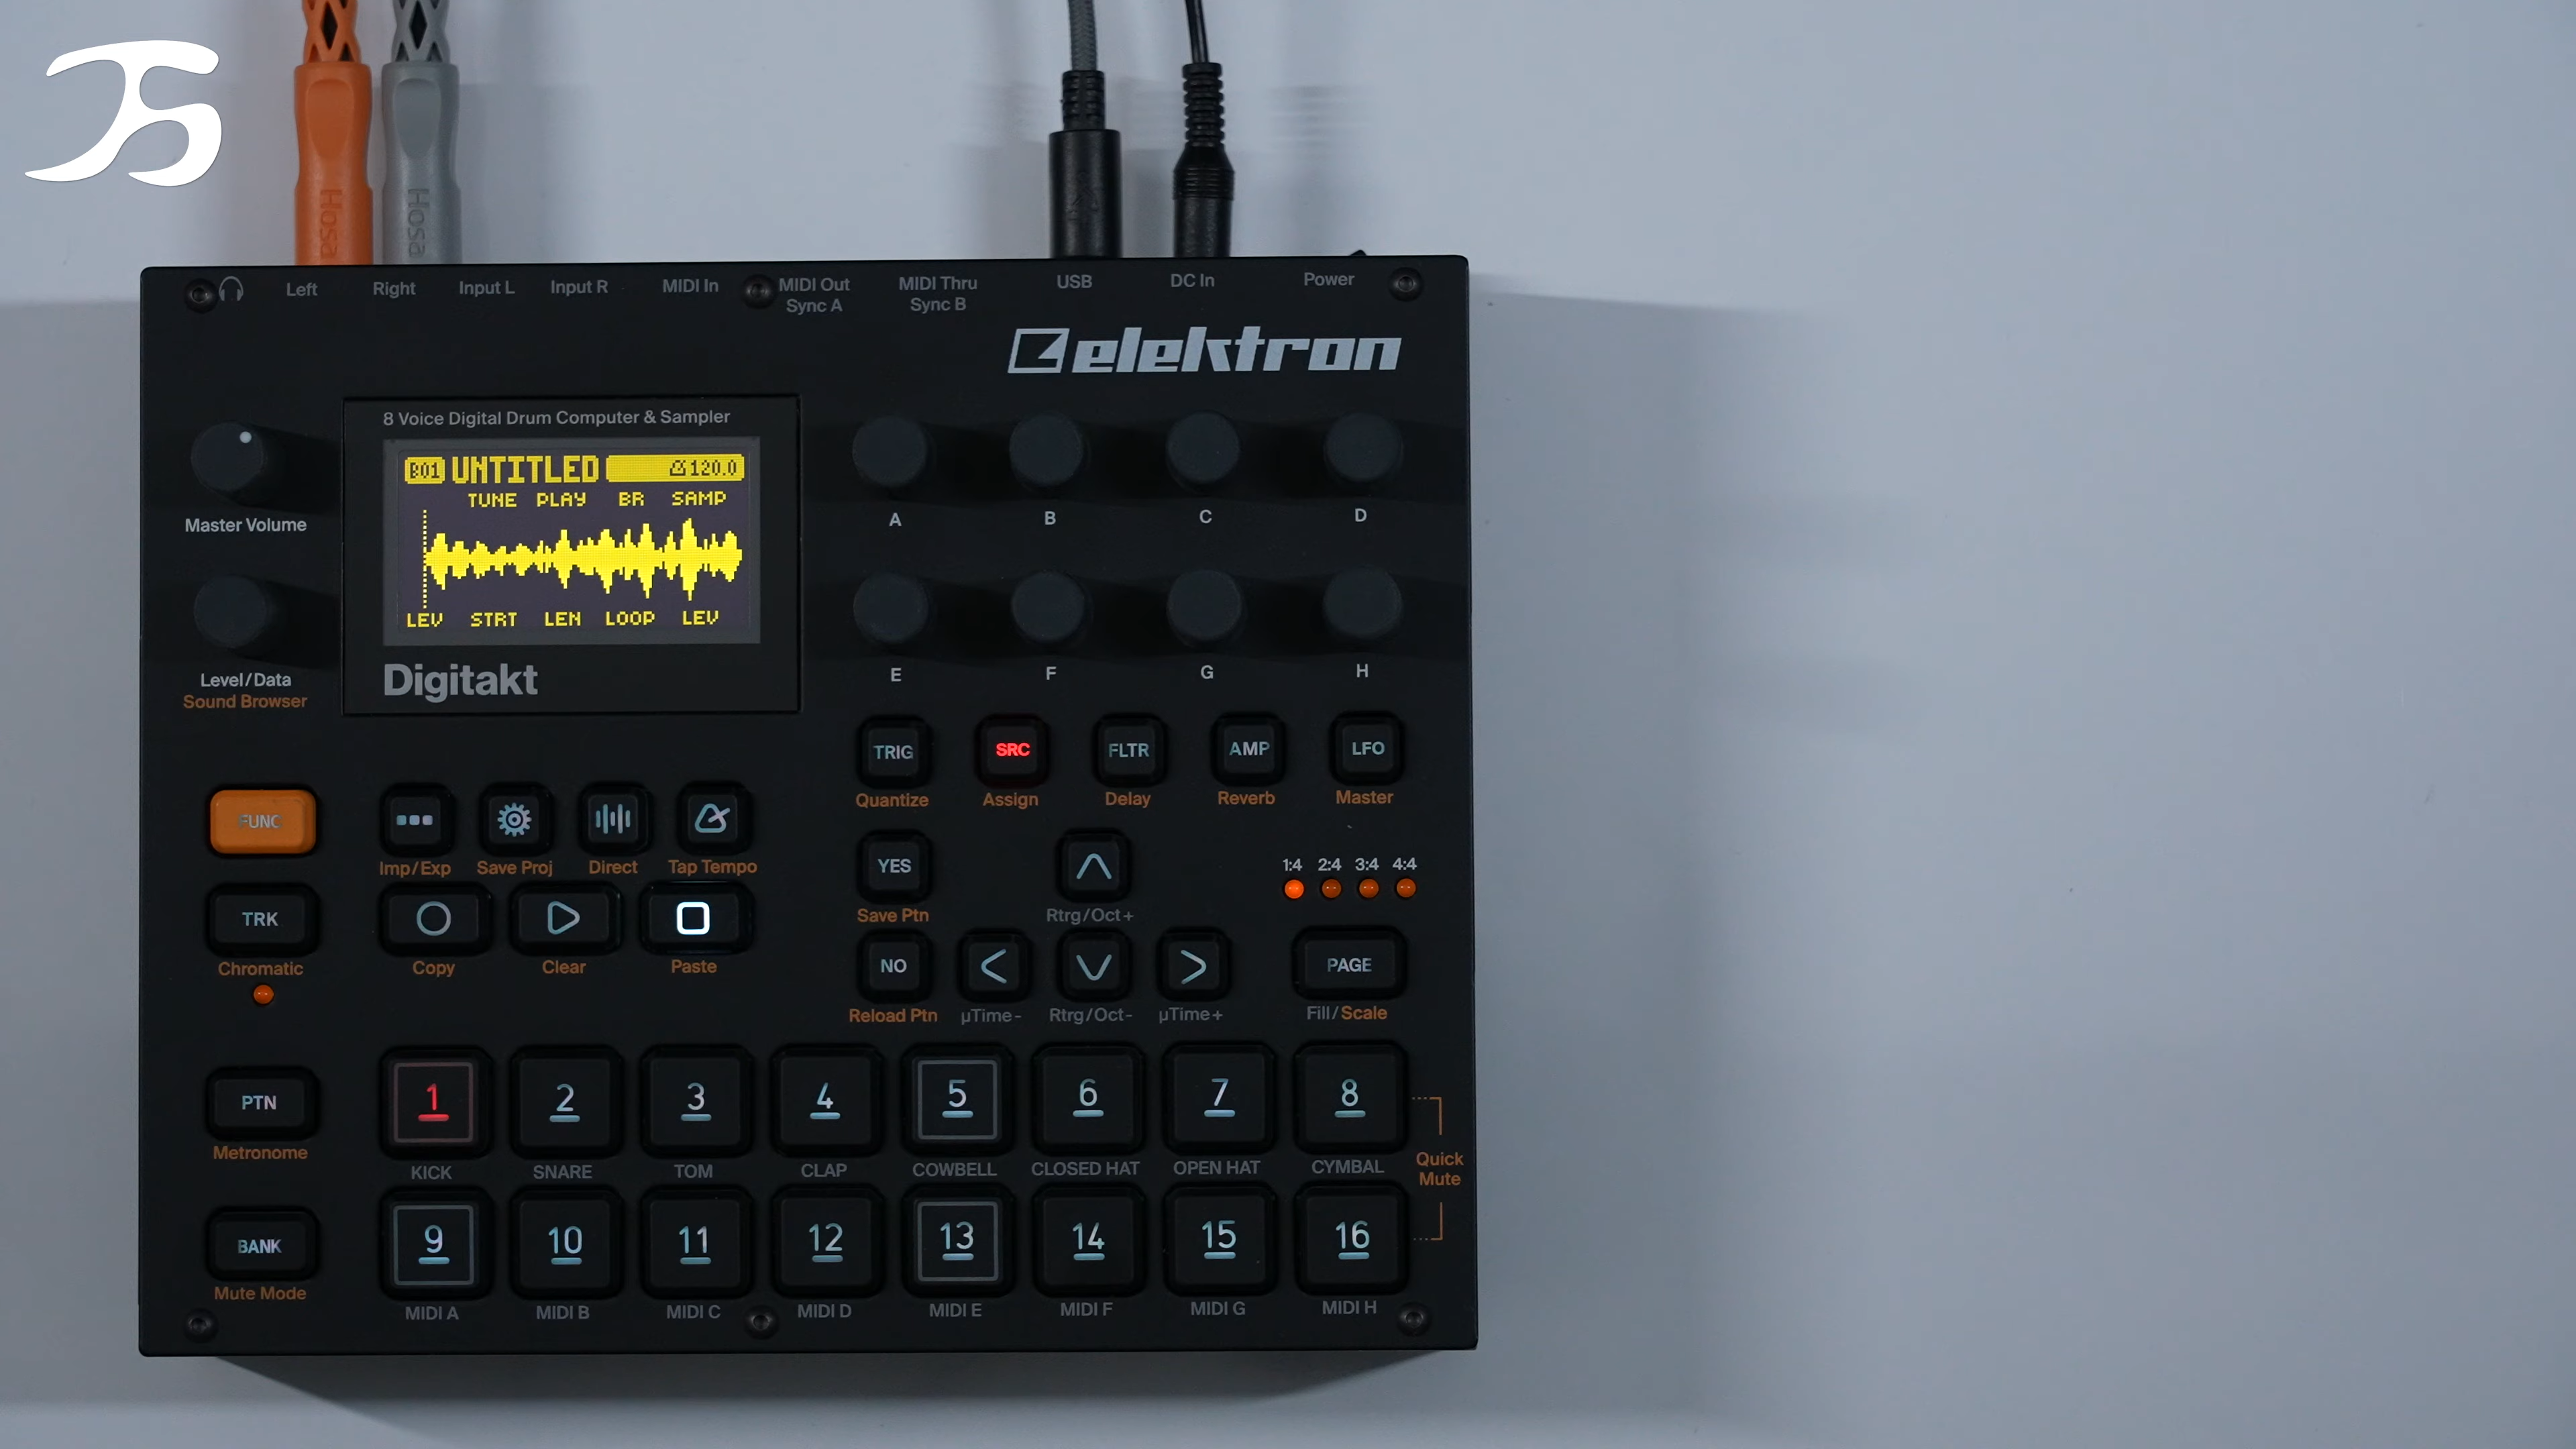 JS
Hosa
Hosa
Left Right Input L Input R MIDI In MIDI Out MIDI Thru USB DC In Power
Sync A Sync B
elektron
8 Voice Digital Drum Computer & Sampler
B01 UNTITLED 120.0
TUNE PLAY BR SAMP
LEV STRT LEN LOOP LEV
Digitakt
Master Volume
Level/Data
Sound Browser
A B C D
E F G H
TRIG SRC FLTR AMP LFO
Quantize Assign Delay Reverb Master
FUNC
Imp/Exp Save Proj Direct Tap Tempo
YES
Save Ptn Rtrg/Oct+
1:4 2:4 3:4 4:4
TRK
Chromatic
Copy Clear Paste
NO < > PAGE
Reload Ptn µTime- Rtrg/Oct- µTime+ Fill/Scale
PTN
Metronome
1 2 3 4 5 6 7 8
KICK SNARE TOM CLAP COWBELL CLOSED HAT OPEN HAT CYMBAL
Quick
Mute
BANK
Mute Mode
9 10 11 12 13 14 15 16
MIDI A MIDI B MIDI C MIDI D MIDI E MIDI F MIDI G MIDI H